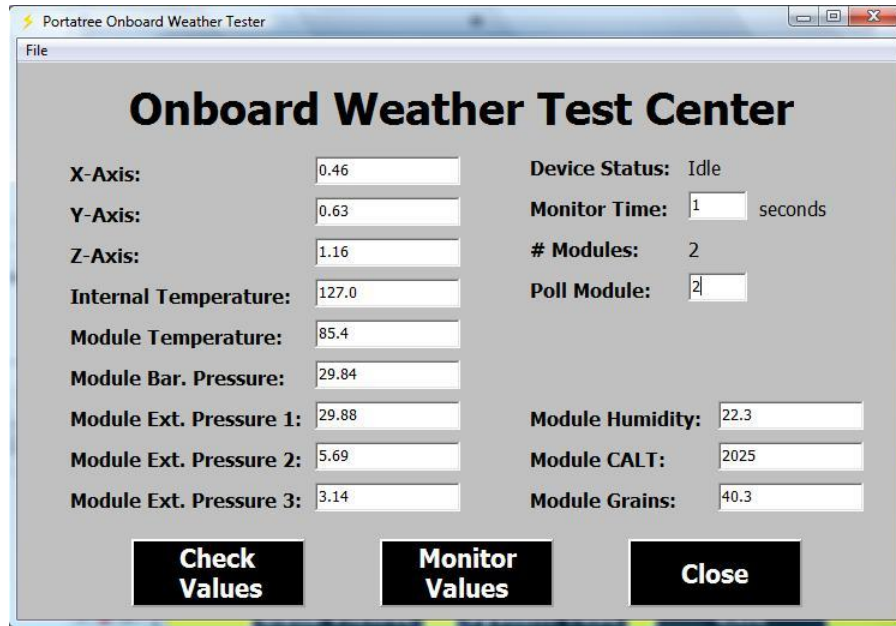 Portatree Onboard Weather Tester
File
Onboard Weather Test Center
X-Axis: 0.46
Y-Axis: 0.63
Z-Axis: 1.16
Internal Temperature: 127.0
Module Temperature: 85.4
Module Bar. Pressure: 29.84
Module Ext. Pressure 1: 29.88
Module Ext. Pressure 2: 5.69
Module Ext. Pressure 3: 3.14
Device Status: Idle
Monitor Time: 1 seconds
# Modules: 2
Poll Module: 2
Module Humidity: 22.3
Module CALT: 2025
Module Grains: 40.3
Check
Values
Monitor
Values
Close